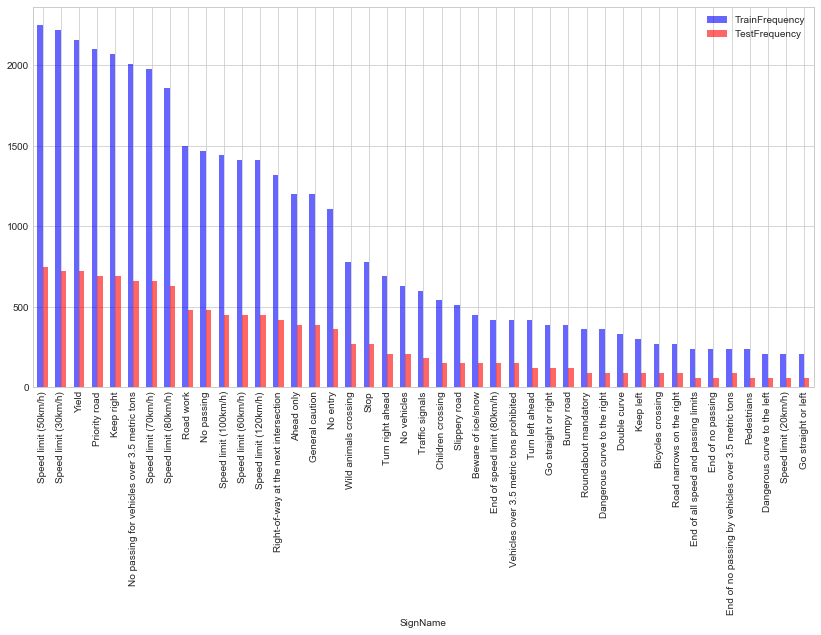 TrainFrequency
TestFrequency
2000
1500
1000
500
0
Speed limit (50km/h)
Speed limit (30km/h)
Yield
Priority road
Keep right
No passing for vehicles over 3.5 metric tons
Speed limit (70km/h)
Speed limit (80km/h)
Road work
No passing
Speed limit (100km/h)
Speed limit (60km/h)
Speed limit (120km/h)
Right-of-way at the next intersection
Ahead only
General caution
No entry
Wild animals crossing
Stop
Turn right ahead
No vehicles
Traffic signals
Children crossing
Slippery road
Beware of ice/snow
End of speed limit (80km/h)
Vehicles over 3.5 metric tons prohibited
Turn left ahead
Go straight or right
Bumpy road
Roundabout mandatory
Dangerous curve to the right
Double curve
Keep left
Bicycles crossing
Road narrows on the right
End of all speed and passing limits
End of no passing
End of no passing by vehicles over 3.5 metric tons
Pedestrians
Dangerous curve to the left
Speed limit (20km/h)
Go straight or left
SignName